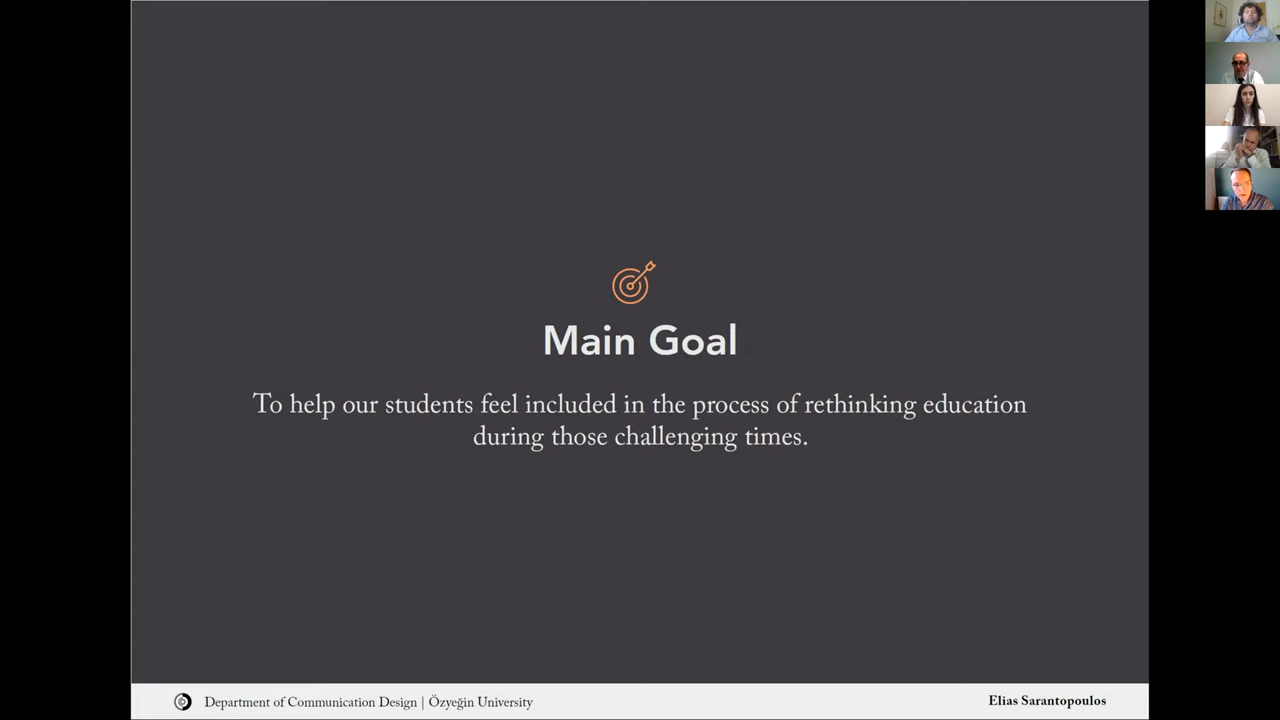 Main Goal
To help our students feel included in the process of rethinking education
during those challenging times.
Department of Communication Design | Özyeğin University
Elias Sarantopoulos